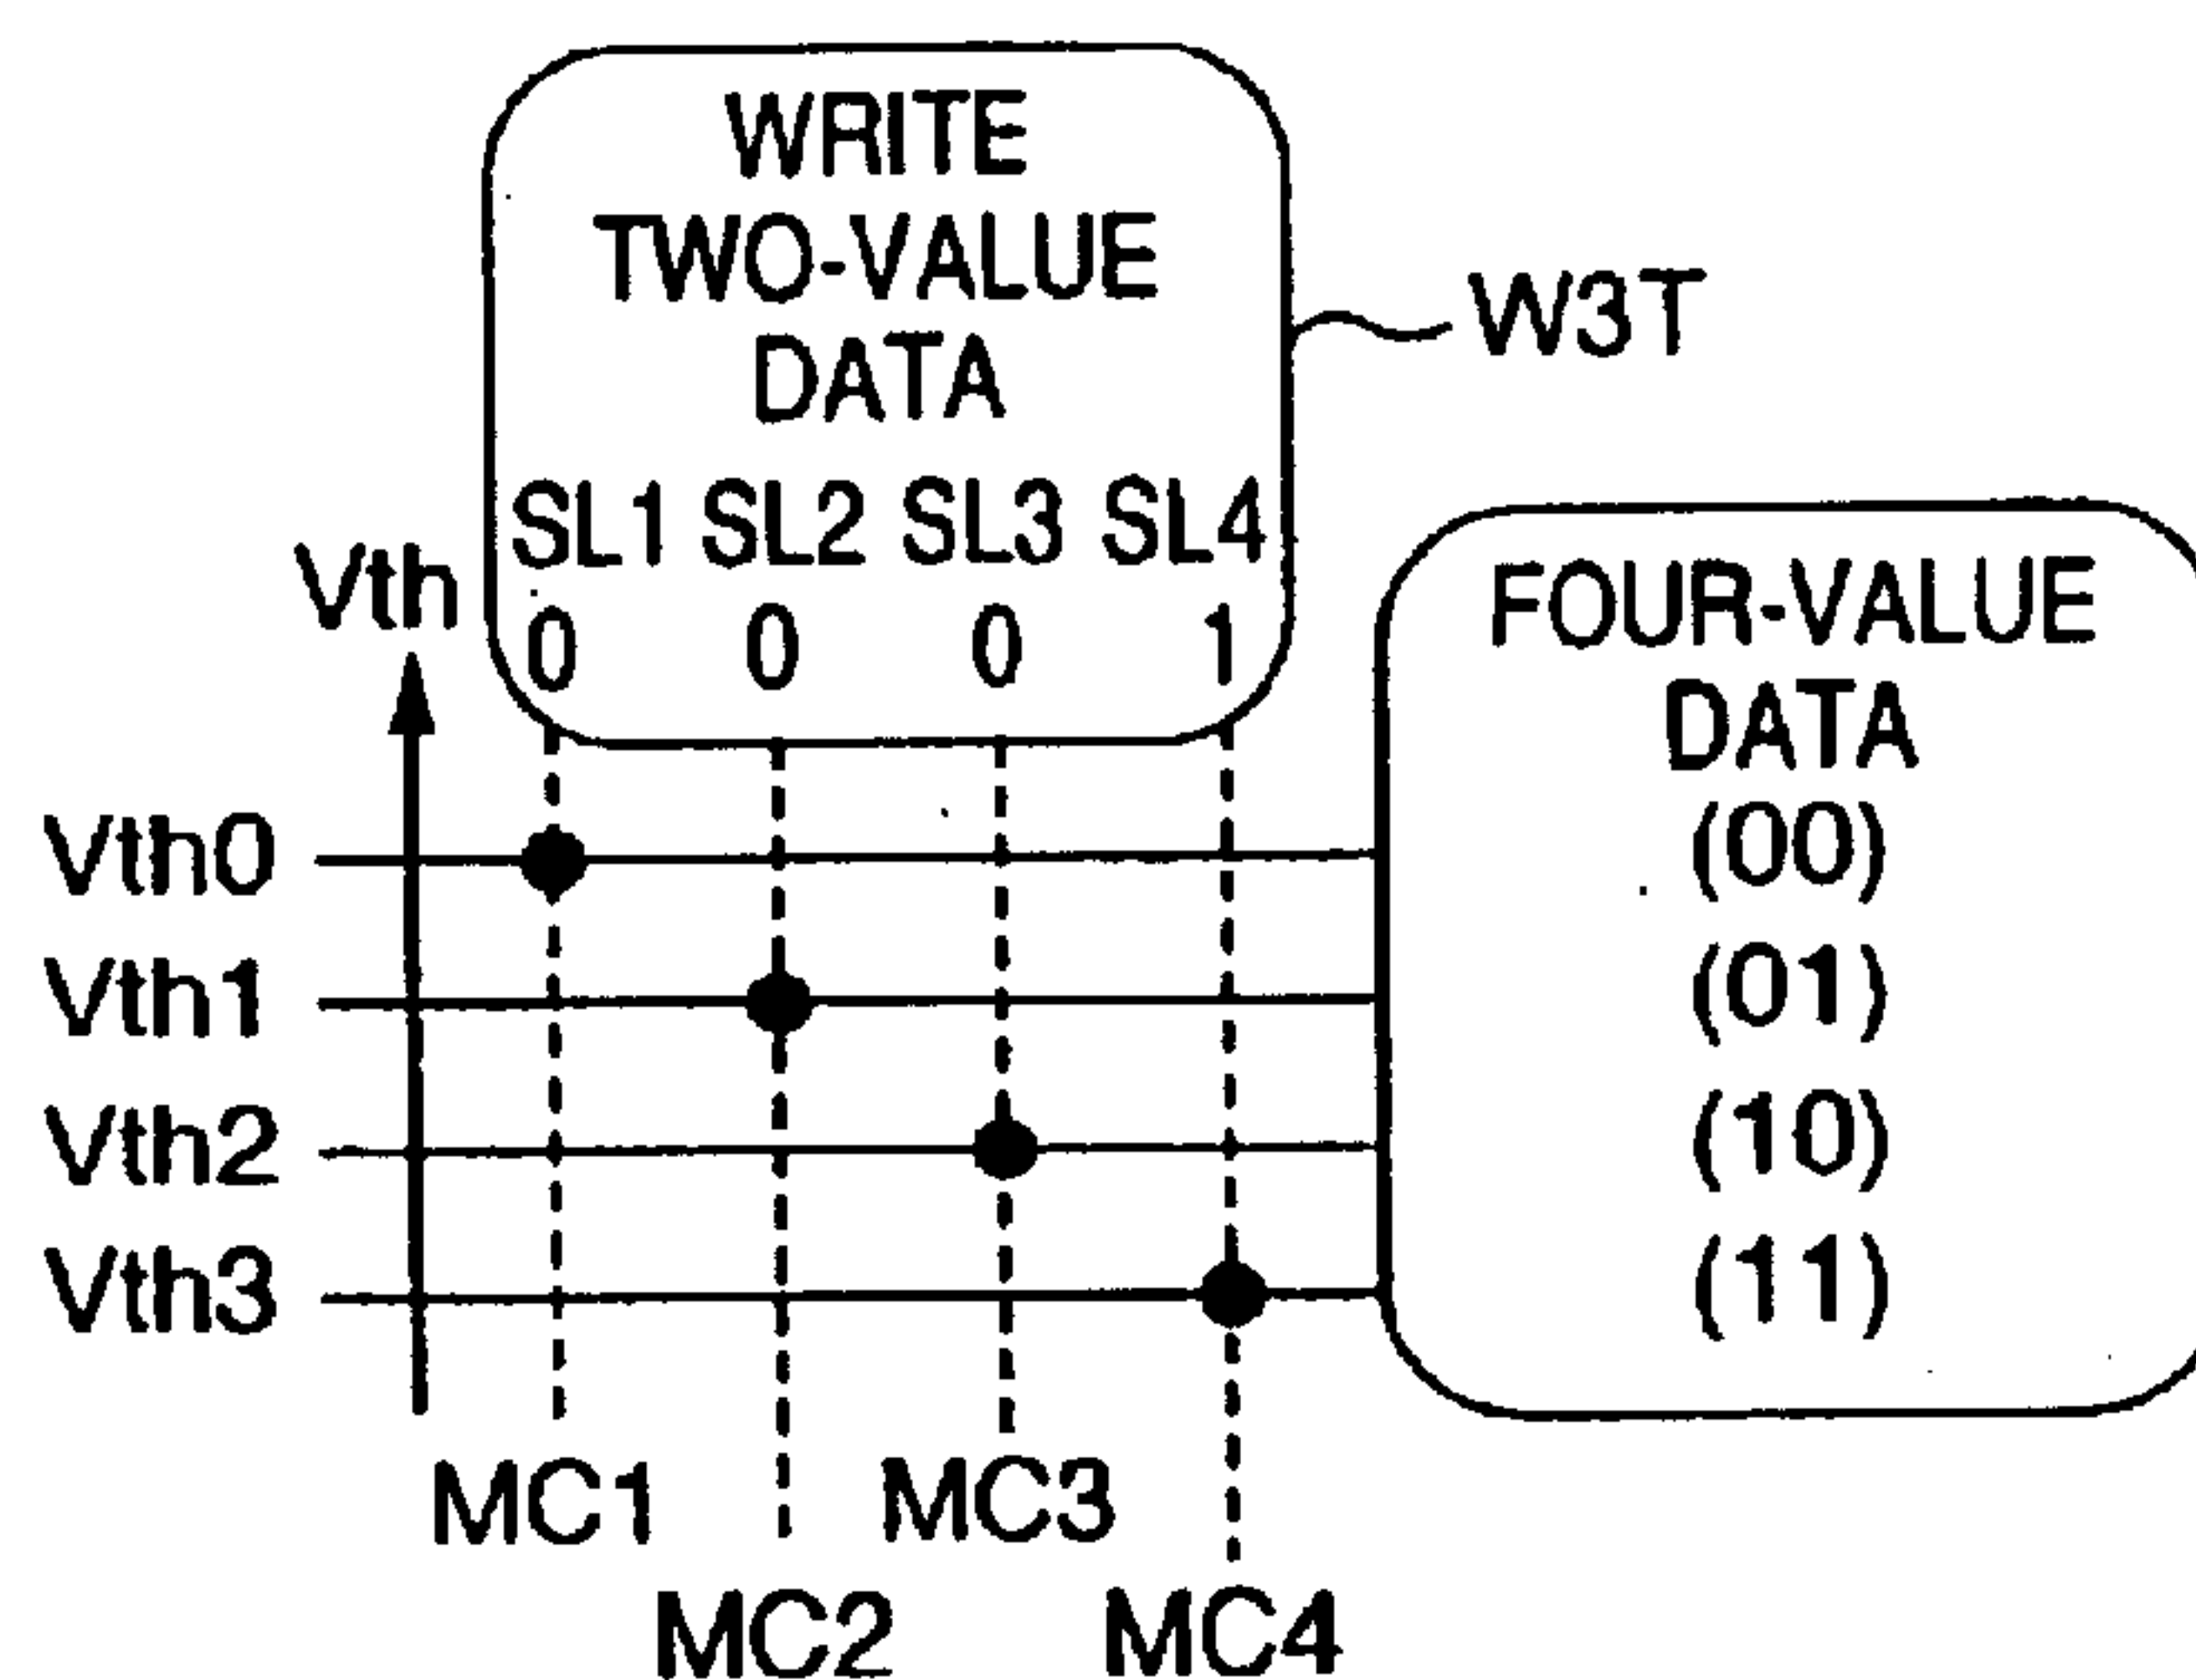 WRITE
TWO-VALUE
DATA
W3T
SL1 SL2 SL3 SL4
0 0 0 1
Vth
FOUR-VALUE
DATA
Vth0 (00)
Vth1 (01)
Vth2 (10)
Vth3 (11)
MC1 MC3
MC2 MC4